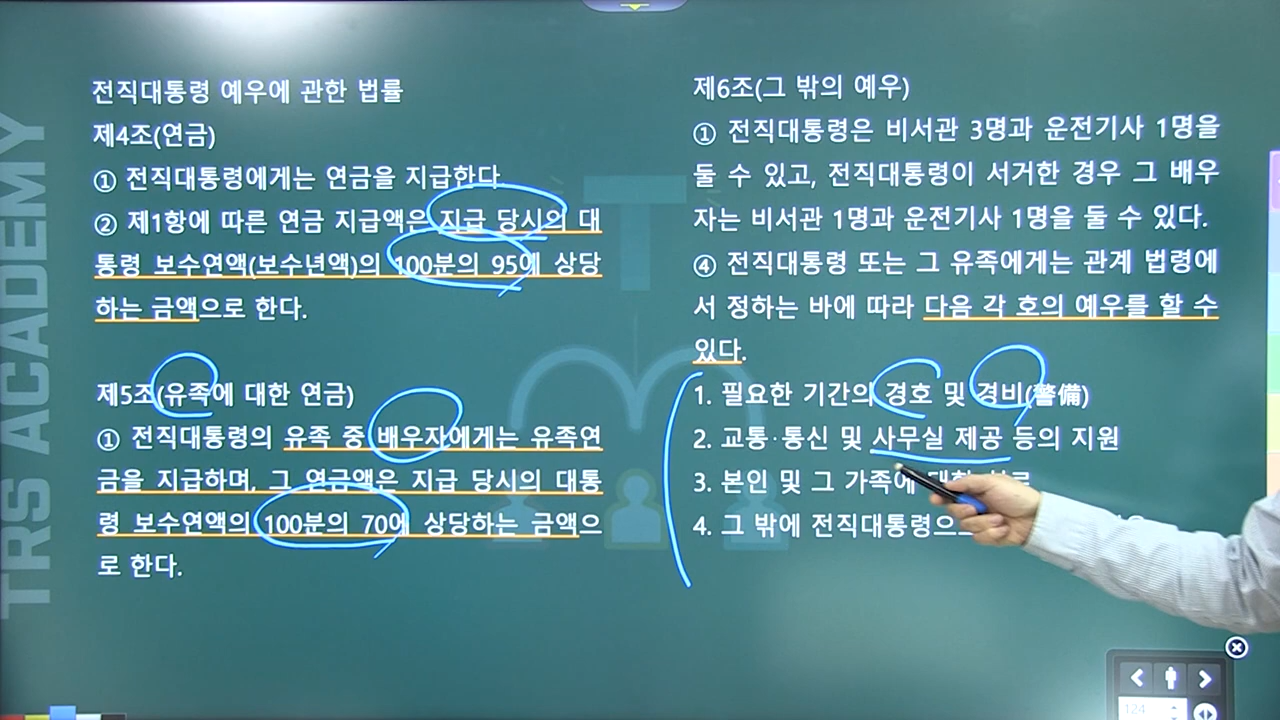 전직대통령 예우에 관한 법률
제4조(연금)
① 전직대통령에게는 연금을 지급한다.
② 제1항에 따른 연금 지급액은 지급 당시의 대
통령 보수연액(보수년액)의 100분의 95에 상당
하는 금액으로 한다.
제5조(유족에 대한 연금)
① 전직대통령의 유족 중 배우자에게는 유족연
금을 지급하며, 그 연금액은 지급 당시의 대통
령 보수연액의 100분의 70에 상당하는 금액으
로 한다.
제6조(그 밖의 예우)
① 전직대통령은 비서관 3명과 운전기사 1명을
둘 수 있고, 전직대통령이 서거한 경우 그 배우
자는 비서관 1명과 운전기사 1명을 둘 수 있다.
④ 전직대통령 또는 그 유족에게는 관계 법령에
서 정하는 바에 따라 다음 각 호의 예우를 할 수
있다.
1. 필요한 기간의 경호 및 경비(警備)
2. 교통·통신 및 사무실 제공 등의 지원
3. 본인 및 그 가족에
4. 그 밖에
TRS ACADEMY
124